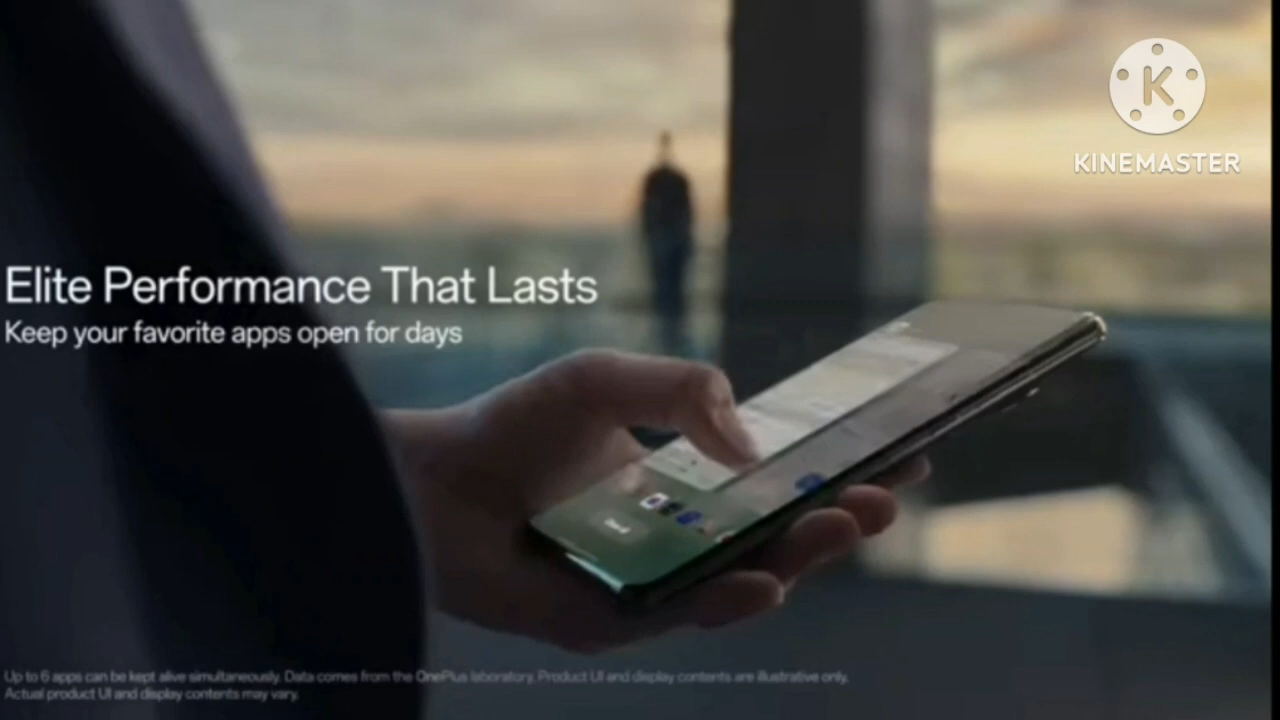 K
KINEMASTER
Elite Performance That Lasts
Keep your favorite apps open for days
Up to 6 apps can be kept alive simultaneously. Data comes from the OnePlus laboratory. Product UI and display contents are illustrative only.
Actual product UI and display contents may vary.